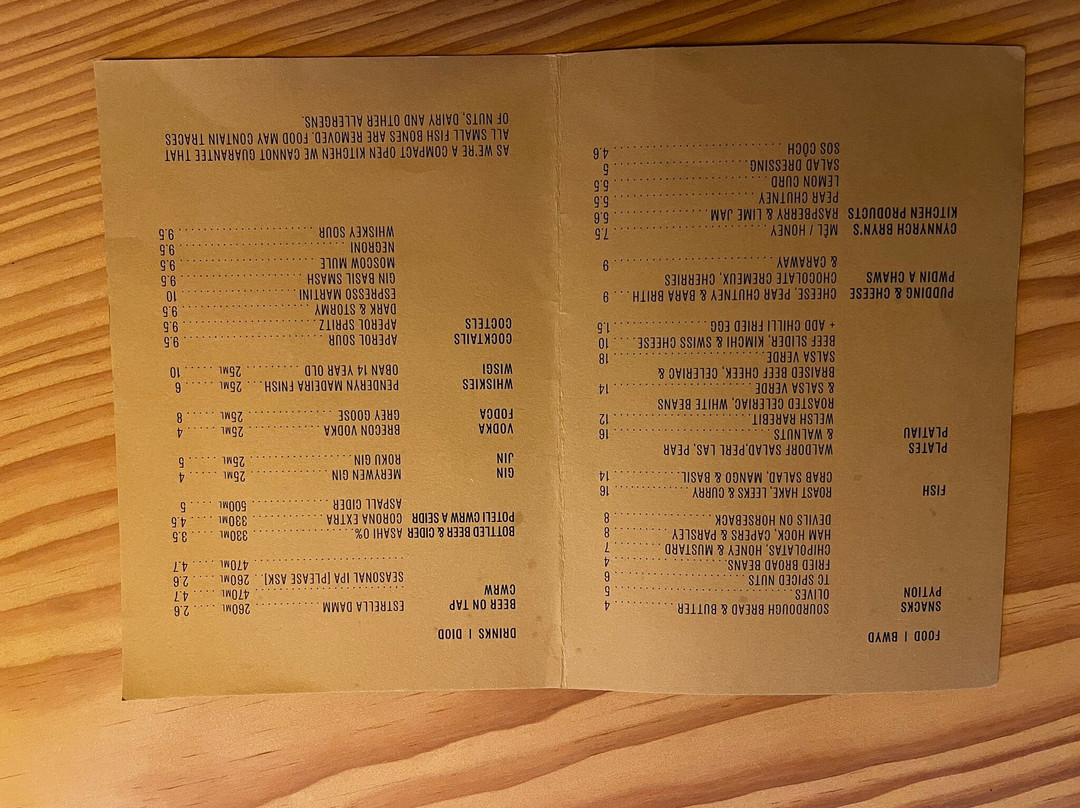 FOOD | BWYD
SNACKS
PYTION
SOURDOUGH BREAD & BUTTER 4
OLIVES 5
TC SPICED NUTS 6
FRIED BROAD BEANS 4
CHIPOLATAS, HONEY & MUSTARD 7
HAM HOCK, & CAPERS & PARSLEY 8
DEVILS ON HORSEBACK 8
FISH
ROAST HAKE, LEEKS & CURRY 16
CRAB SALAD, MANGO & BASIL 14
PLATES
PLATIAU
WALDORF SALAD,PERL LAS, PEAR
& WALNUTS 16
WELSH RAREBIT 12
ROASTED CELERIAC, WHITE BEANS
& SALSA VERDE 14
BRAISED BEEF CHEEK, CELERIAC &
SALSA VERDE 18
BEEF SLIDER, KIMCHI & SWISS CHEESE 10
+ ADD CHILLI FRIED EGG 1.5
PUDDING & CHEESE
PWDIN A CHAWS
CHEESE, PEAR CHUTNEY & BARA BRITH 9
CHOCOLATE CREMEUX, CHERRIES
& CARAWAY 9
CYNNYRCH BRYN'S
KITCHEN PRODUCTS
MÊL / HONEY 7.5
RASPBERRY & LIME JAM 5.6
PEAR CHUTNEY 5.5
LEMON CURD 5.5
SALAD DRESSING 5
SOS COCH 4.6
DRINKS | DIOD
BEER ON TAP
CWRW
ESTRELLA DAMM 260ML 2.6
470ML 4.7
SEASONAL IPA [PLEASE ASK] 260ML 2.6
470ML 4.7
BOTTLED BEER & CIDER
POTELI CWRW A SEIDR
ASAHI 0% 330ML 3.5
CORONA EXTRA 330ML 4.5
ASPALL CIDER 500ML 5
GIN
JIN
MERYWEN GIN 25ML 4
ROKU GIN 25ML 5
VODKA
FODCA
BRECON VODKA 25ML 4
GREY GOOSE 25ML 8
WHISKIES
WISGI
PENDERYN MADEIRA FNISH 25ML 6
OBAN 14 YEAR OLD 25ML 10
COCKTAILS
COCTELS
APEROL SOUR 9.5
APEROL SPRITZ 9.5
DARK & STORMY 9.5
ESPRESSO MARTINI 10
GIN BASIL SMASH 9.5
MOSCOW MULE 9.5
NEGRONI 9.5
WHISKEY SOUR 9.5
AS WE'RE A COMPACT OPEN KITCHEN WE CANNOT GUARANTEE THAT
ALL SMALL FISH BONES ARE REMOVED. FOOD MAY CONTAIN TRACES
OF NUTS, DAIRY AND OTHER ALLERGENS.